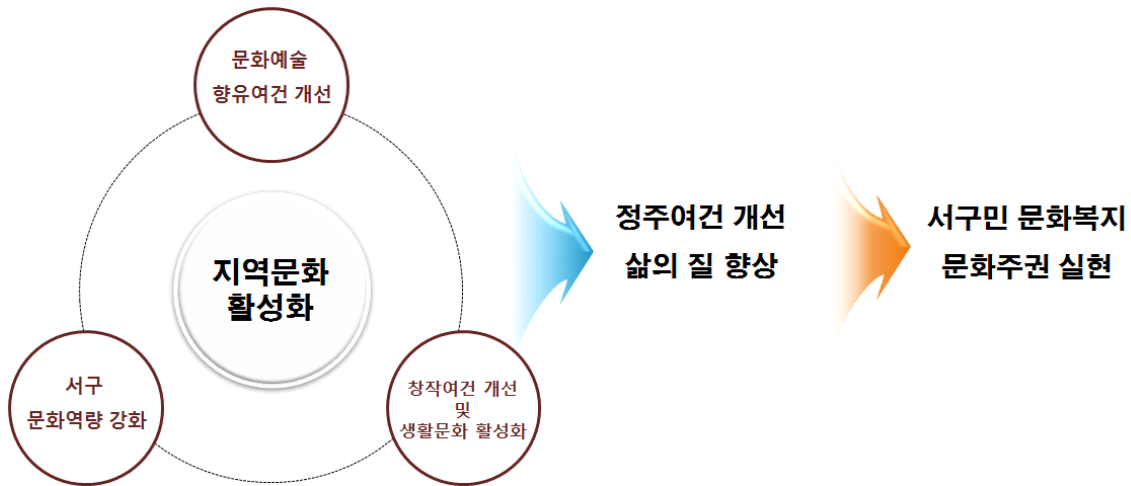 문화예술
향유여건 개선
지역문화
활성화
서구
문화역량 강화
창작여건 개선
및
생활문화 활성화
정주여건 개선
삶의 질 향상
서구민 문화복지
문화주권 실현